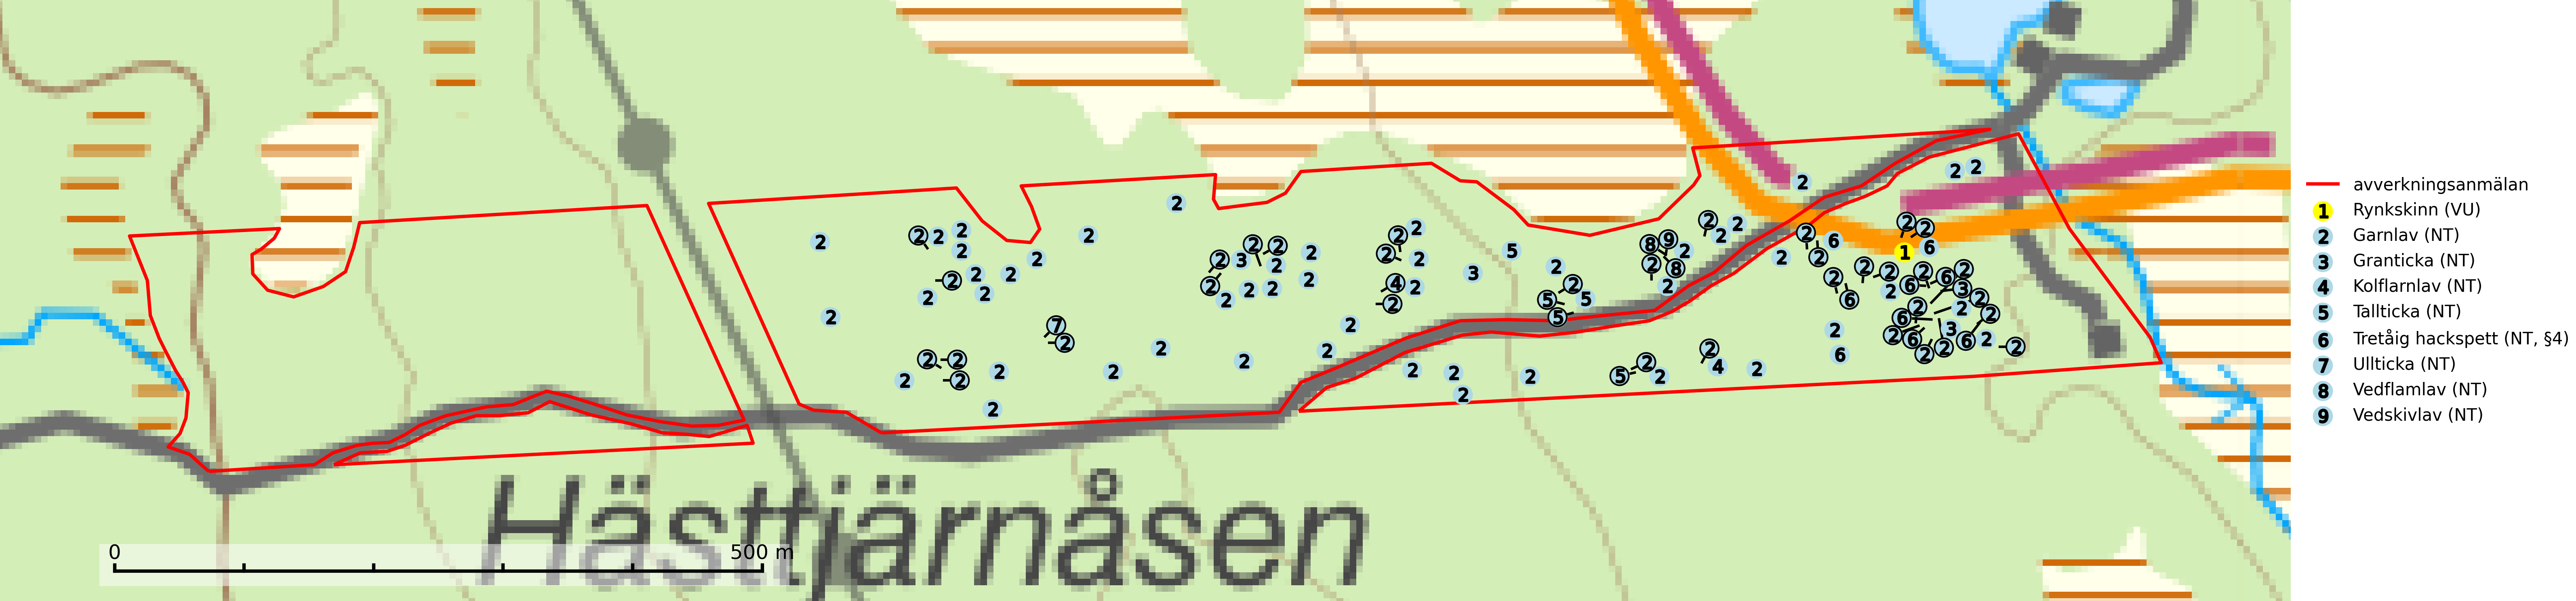 avverkningsanmälan
1 Rynkskinn (VU)
2 Garnlav (NT)
3 Granticka (NT)
4 Kolflarnlav (NT)
5 Tallticka (NT)
6 Tretåig hackspett (NT, §4)
7 Ullticka (NT)
8 Vedflamlav (NT)
9 Vedskivlav (NT)
Hästtjärnåsen
0 500 m